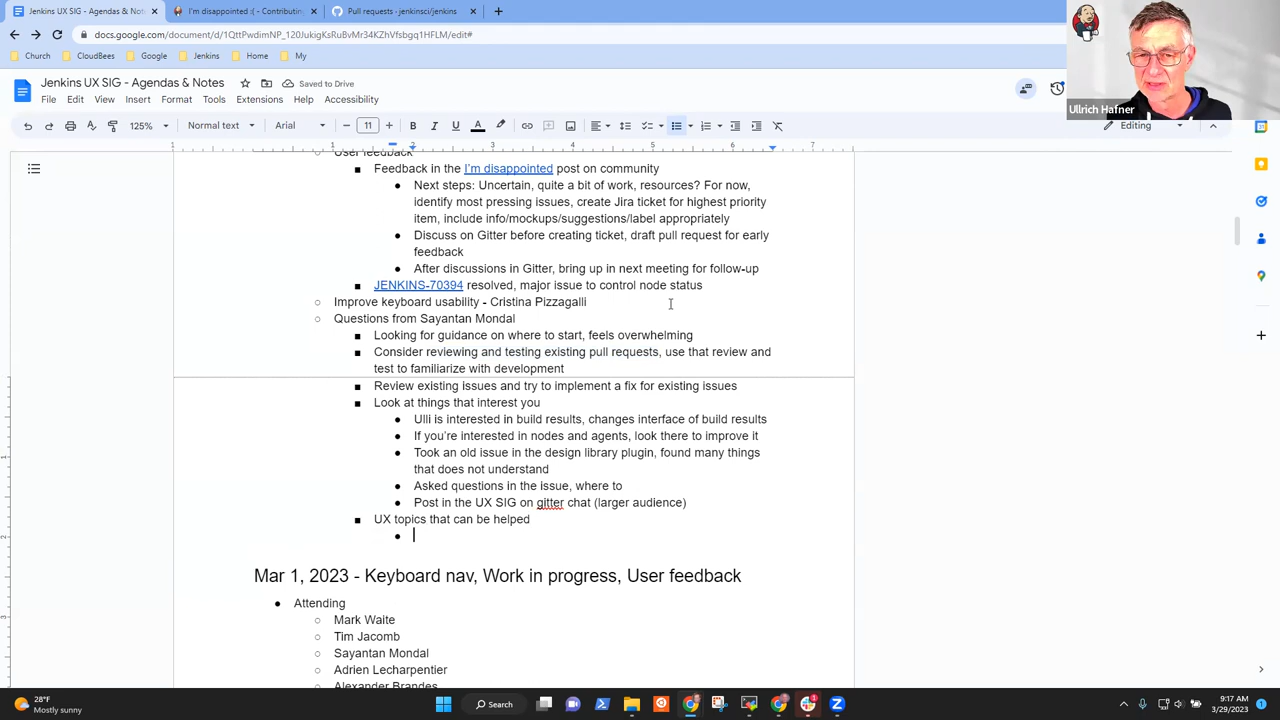 Jenkins UX SIG - Agendas & Notes
I'm disappointed :( - Contributing
Pull requests · jenkinsci/jenkins
docs.google.com/document/d/1QttPwdimNP_120JukigKsRuBvMr34KZhVfsbgq1HFLM/edit#
Church
CloudBees
Google
Jenkins
Home
My
Jenkins UX SIG - Agendas & Notes
Saved to Drive
File Edit View Insert Format Tools Extensions Help Accessibility
Ullrich Hafner
125%
Normal text
Arial
11
Editing
1 1 2 3 4 5 6 7
User feedback
Feedback in the I'm disappointed post on community
Next steps: Uncertain, quite a bit of work, resources? For now,
identify most pressing issues, create Jira ticket for highest priority
item, include info/mockups/suggestions/label appropriately
Discuss on Gitter before creating ticket, draft pull request for early
feedback
After discussions in Gitter, bring up in next meeting for follow-up
JENKINS-70394 resolved, major issue to control node status
Improve keyboard usability - Cristina Pizzagalli
Questions from Sayantan Mondal
Looking for guidance on where to start, feels overwhelming
Consider reviewing and testing existing pull requests, use that review and
test to familiarize with development
Review existing issues and try to implement a fix for existing issues
Look at things that interest you
Ulli is interested in build results, changes interface of build results
If you're interested in nodes and agents, look there to improve it
Took an old issue in the design library plugin, found many things
that does not understand
Asked questions in the issue, where to
Post in the UX SIG on gitter chat (larger audience)
UX topics that can be helped
Mar 1, 2023 - Keyboard nav, Work in progress, User feedback
Attending
Mark Waite
Tim Jacomb
Sayantan Mondal
Adrien Lecharpentier
Alexander Brandes
28°F
Mostly sunny
Search
9:17 AM
3/29/2023